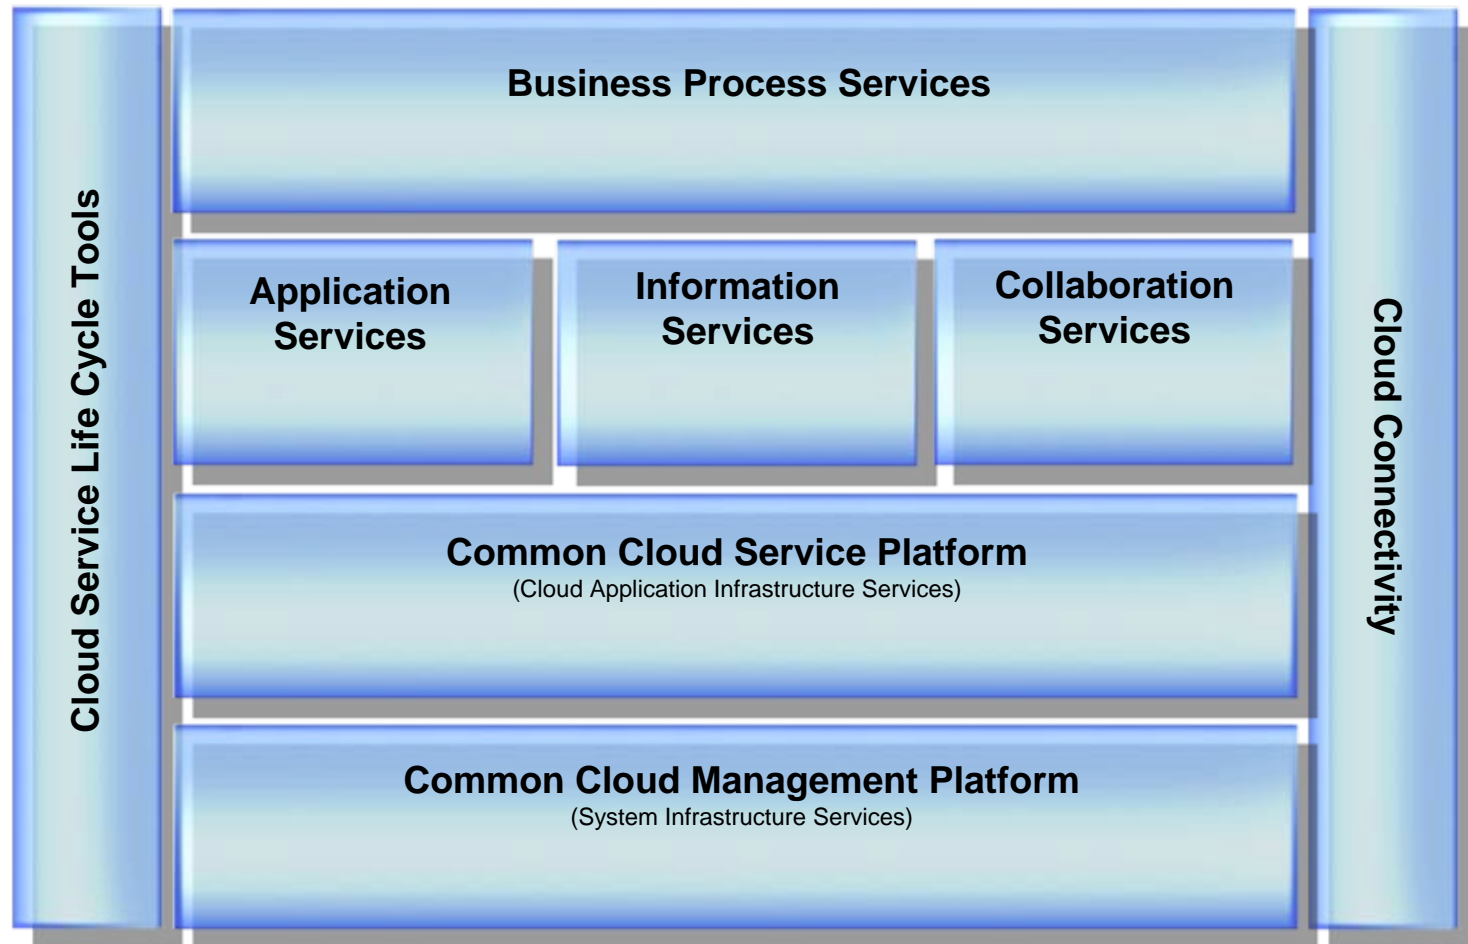 Cloud Service Life Cycle Tools
Business Process Services
Application
Services
Information
Services
Collaboration
Services
Common Cloud Service Platform
(Cloud Application Infrastructure Services)
Common Cloud Management Platform
(System Infrastructure Services)
Cloud Connectivity